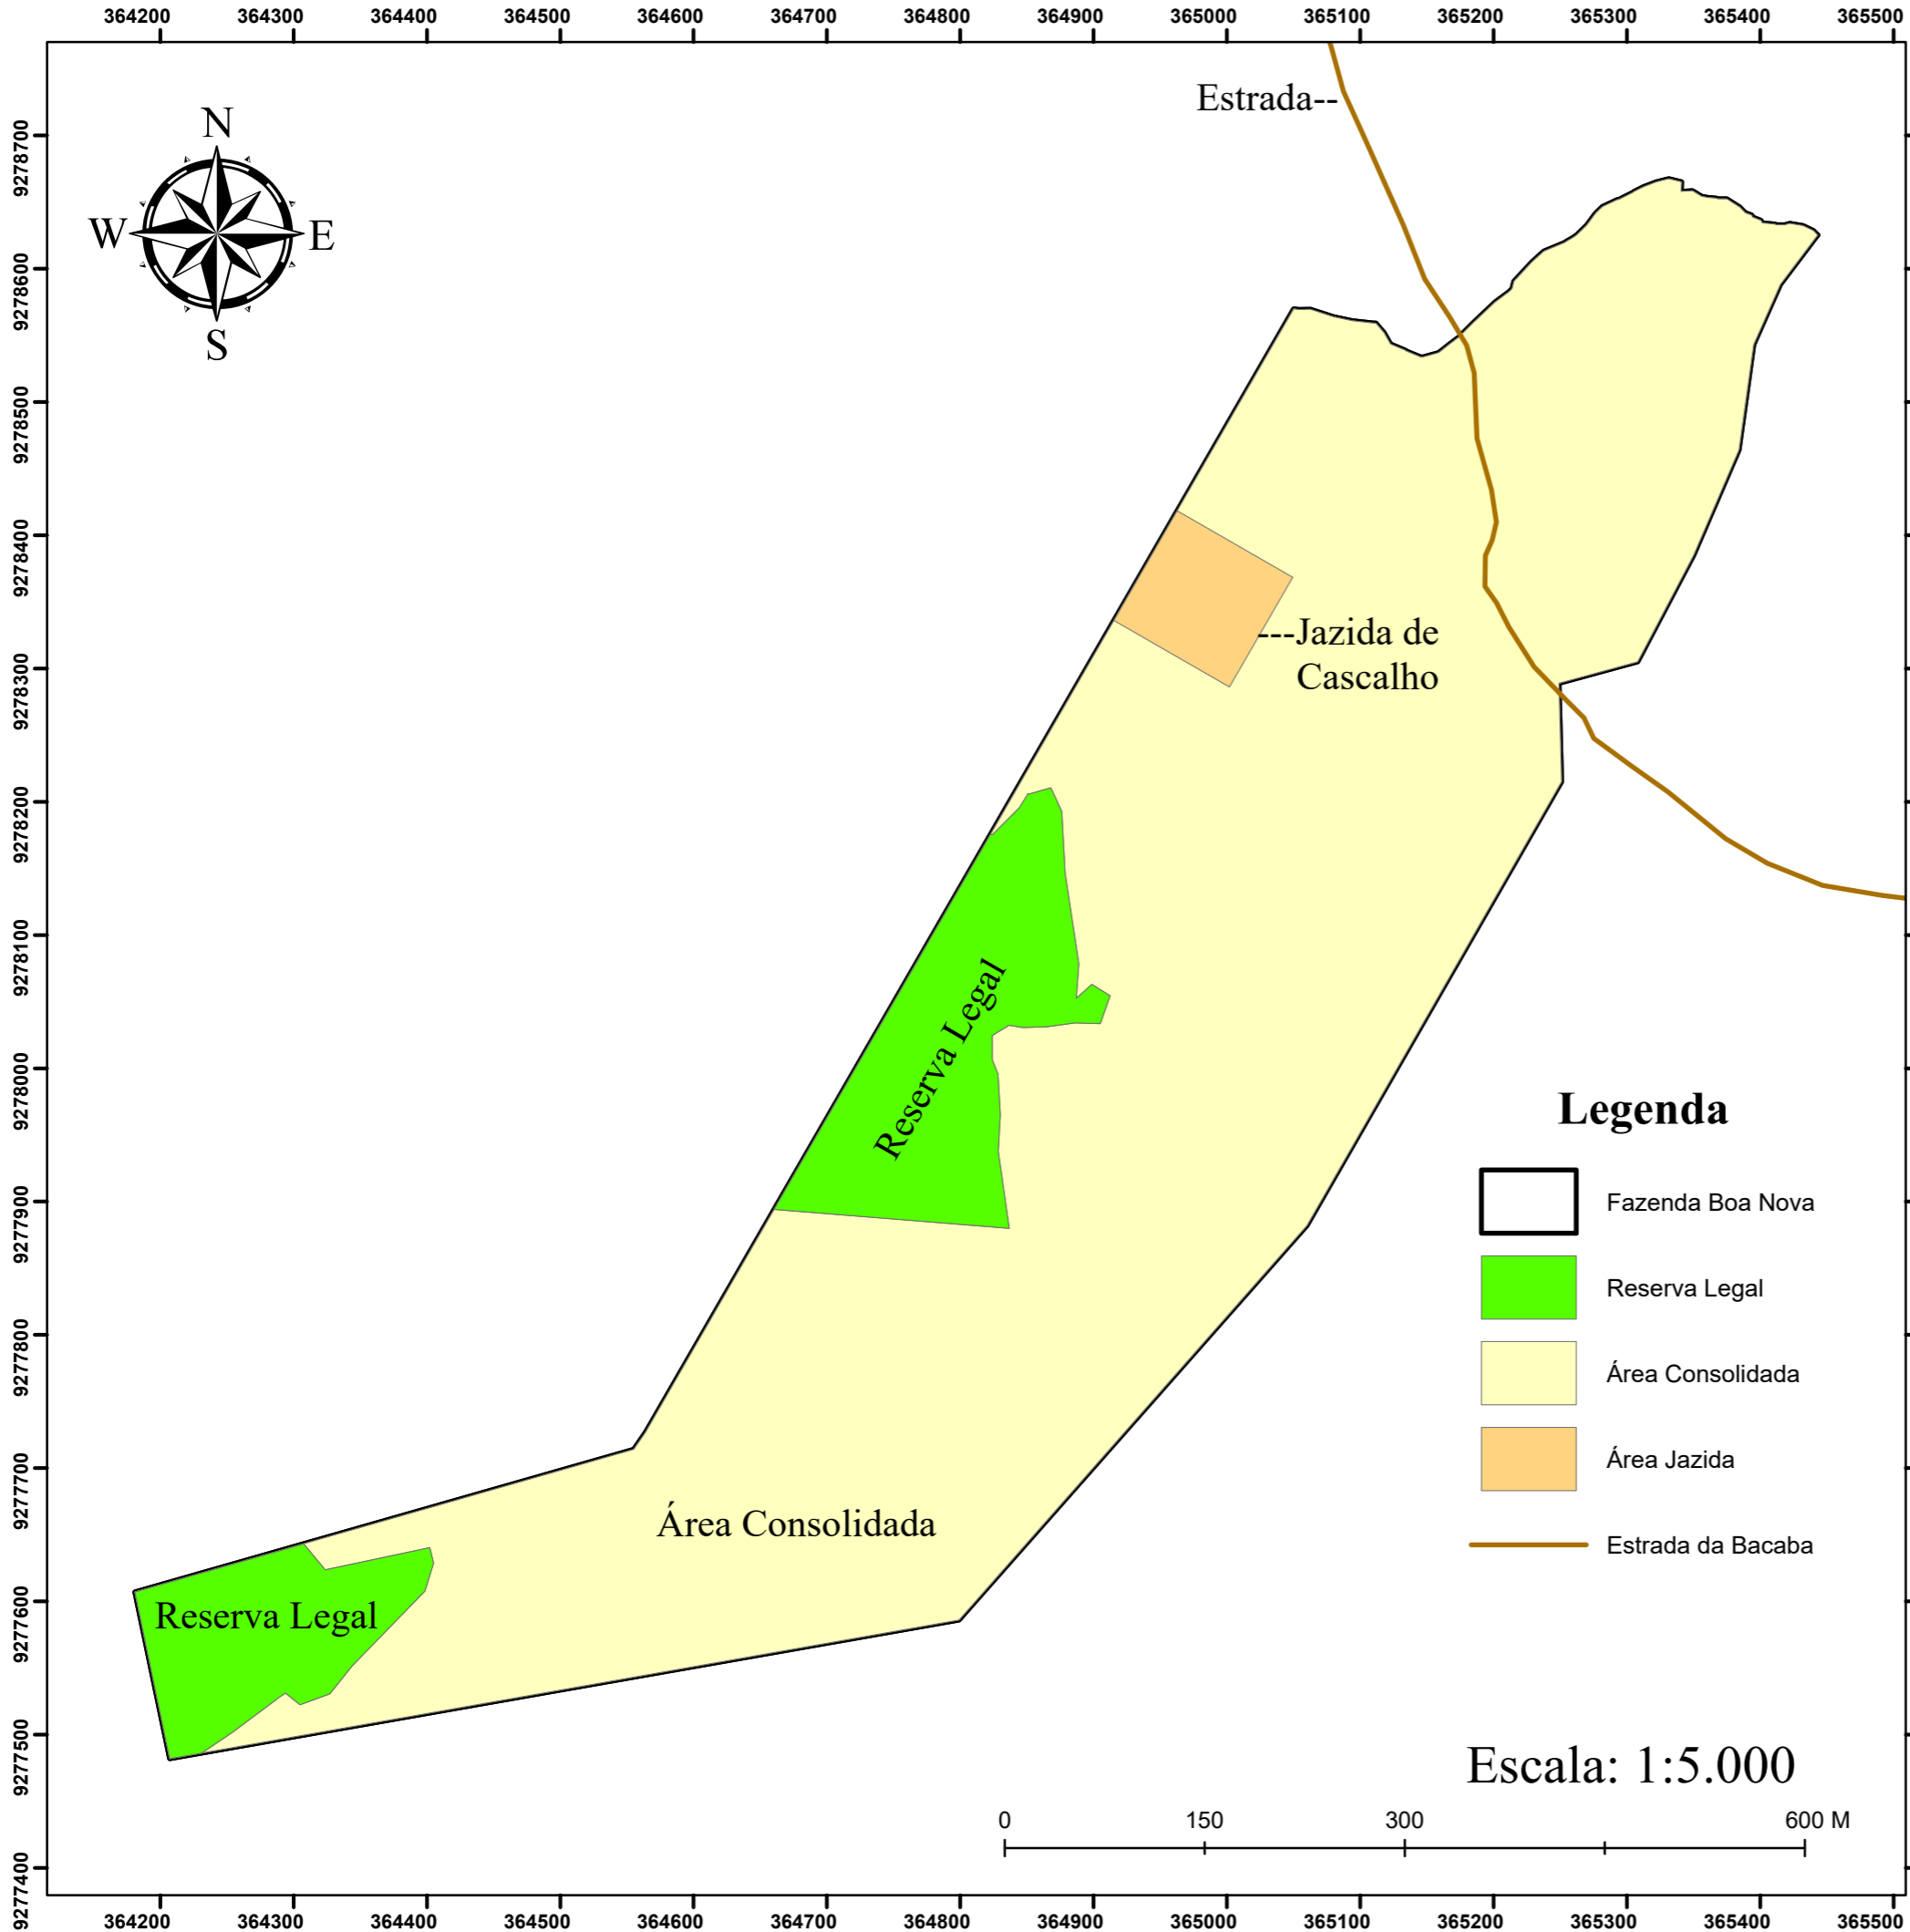 364200 364300 364400 364500 364600 364700 364800 364900 365000 365100 365200 365300 365400 365500
Estrada--
N
W
E
S
9278700
9278600
9278500
9278400
9278300
9278200
9278100
9278000
9277900
9277800
9277700
9277600
9277500
9277400
---Jazida de
Cascalho
Reserva Legal
Área Consolidada
Reserva Legal
Legenda
Fazenda Boa Nova
Reserva Legal
Área Consolidada
Área Jazida
Estrada da Bacaba
Escala: 1:5.000
0 150 300 600 M
364200 364300 364400 364500 364600 364700 364800 364900 365000 365100 365200 365300 365400 365500